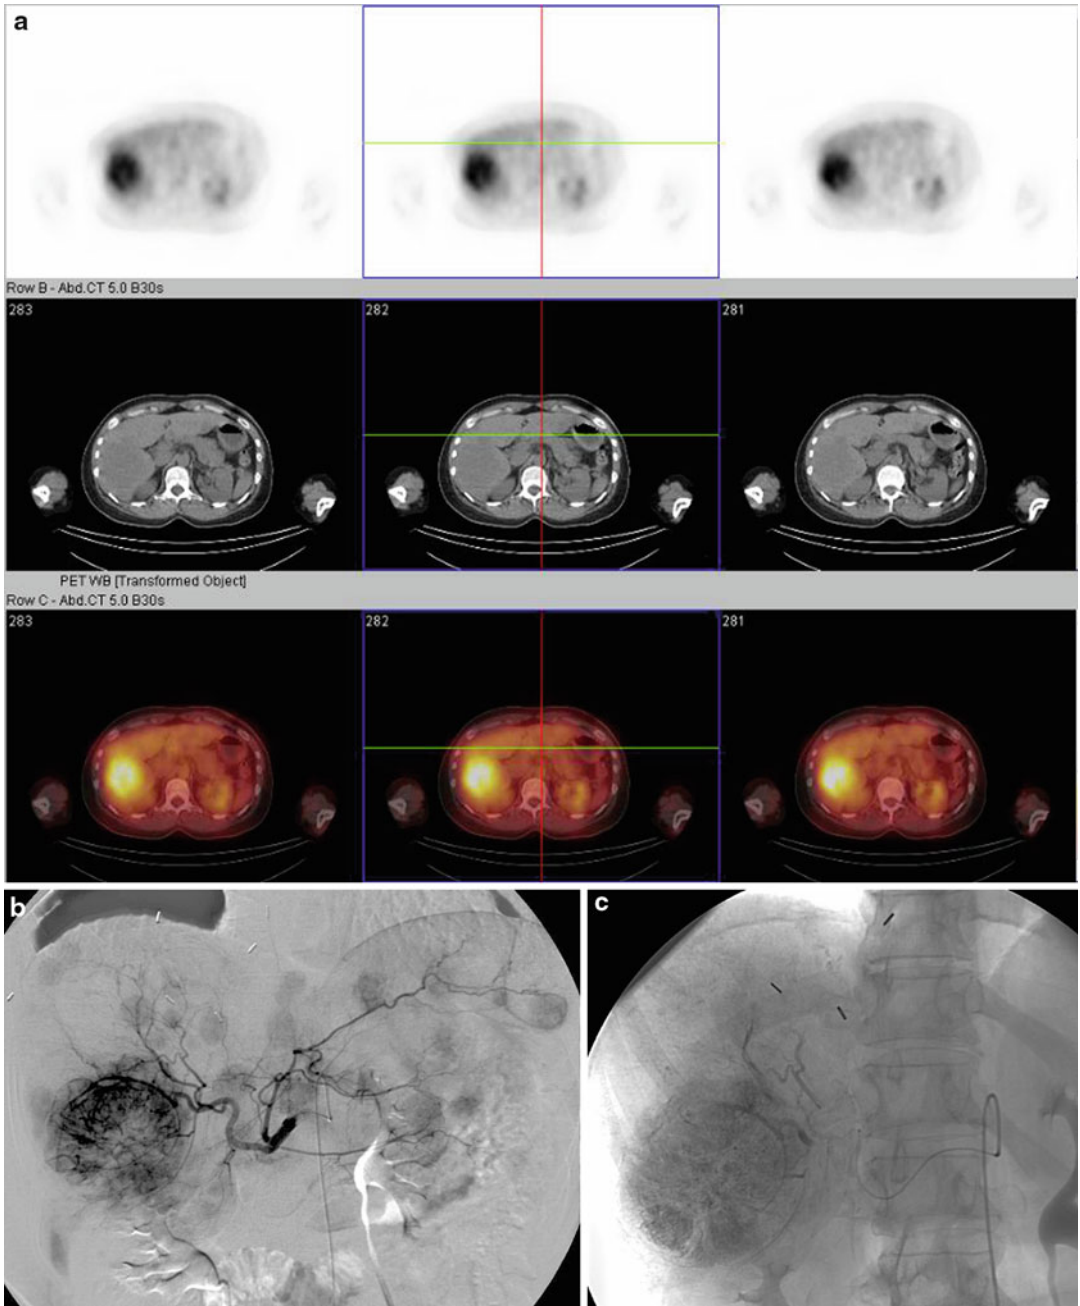 a
Row B - Abd.CT 5.0 B30s
283
282
281
PET WB [Transformed Object]
Row C - Abd.CT 5.0 B30s
283
282
281
b
c